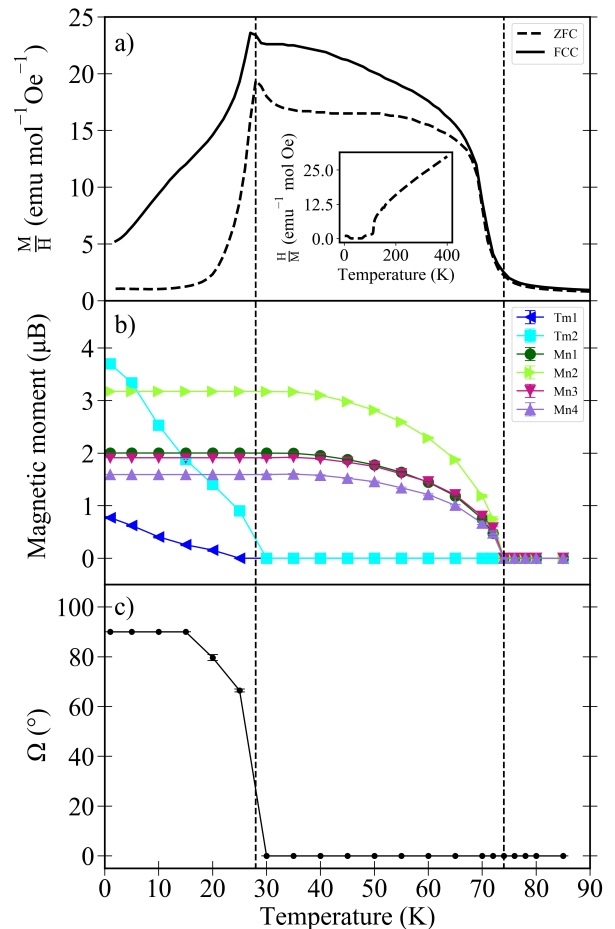 a)
ZFC
FCC
25
20
15
10
5
0
M/H (emu mol⁻¹Oe⁻¹)
25.0
12.5
0.0
H/M (emu⁻¹ mol Oe)
0 200 400
Temperature (K)
b)
Tm1
Tm2
Mn1
Mn2
Mn3
Mn4
4
3
2
1
0
Magnetic moment (μB)
c)
100
80
60
40
20
0
Ω (°)
0 10 20 30 40 50 60 70 80 90
Temperature (K)